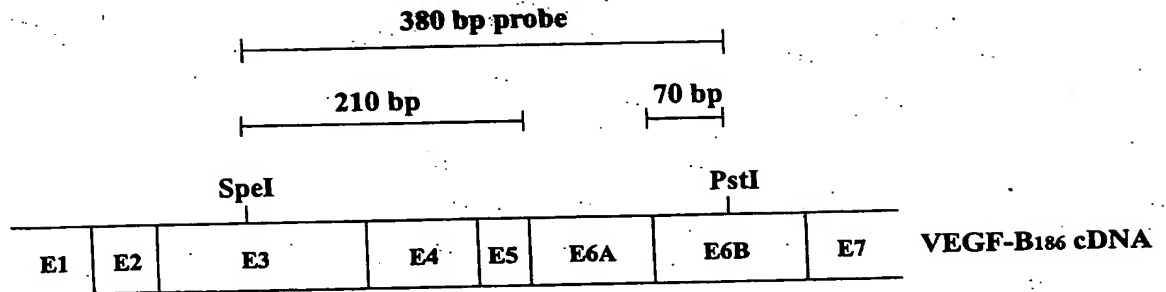 380 bp probe
210 bp
70 bp
SpeI
PstI
E1 E2 E3 E4 E5 E6A E6B E7 VEGF-B186 cDNA